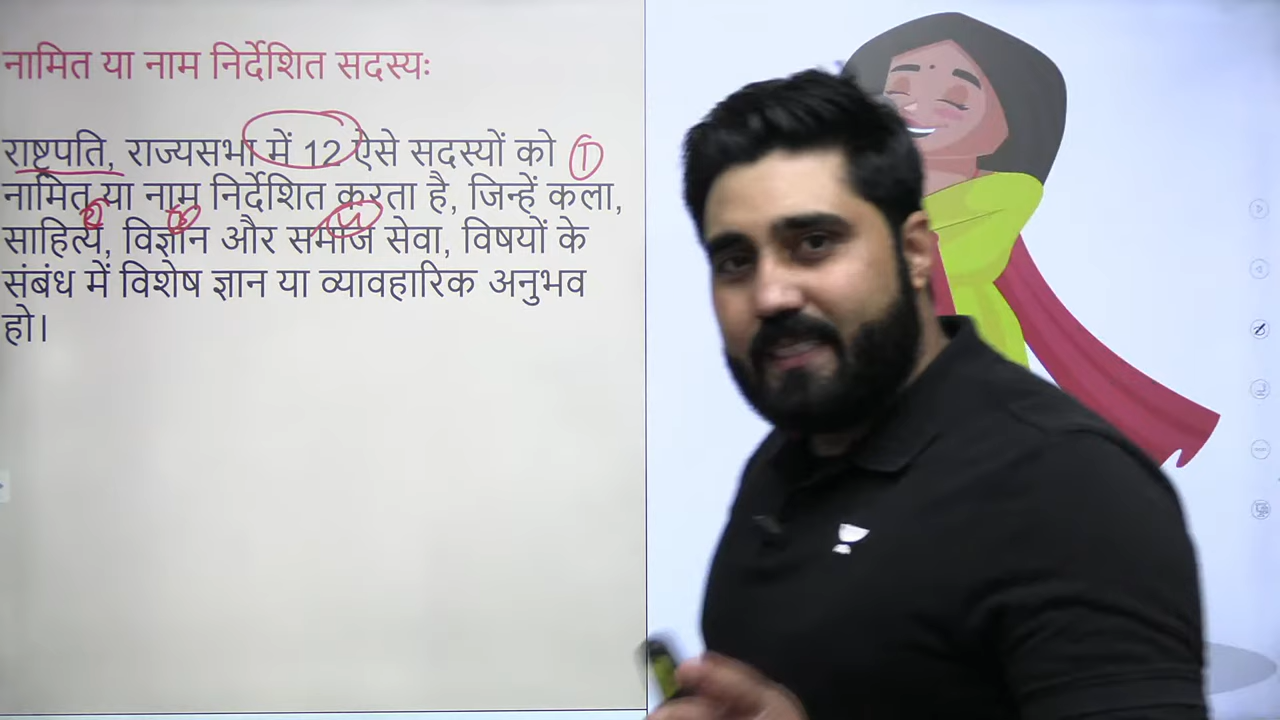 नामित या नाम निर्देशित सदस्यः
राष्ट्रपति, राज्यसभा में 12 ऐसे सदस्यों को
नामित या नाम निर्देशित करता है, जिन्हें कला,
साहित्य, विज्ञान और समाज सेवा, विषयों के
संबंध में विशेष ज्ञान या व्यावहारिक अनुभव
हो।